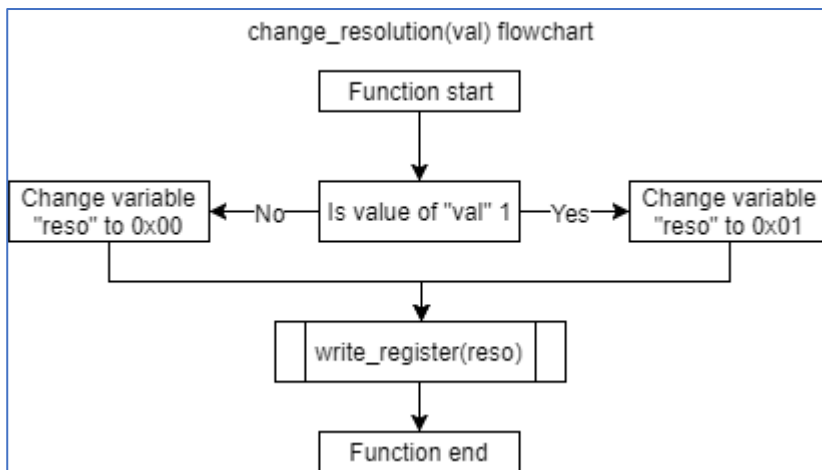 change_resolution(val) flowchart
Function start
Change variable
"reso" to 0x00
No
Is value of "val" 1
Yes
Change variable
"reso" to 0x01
write_register(reso)
Function end